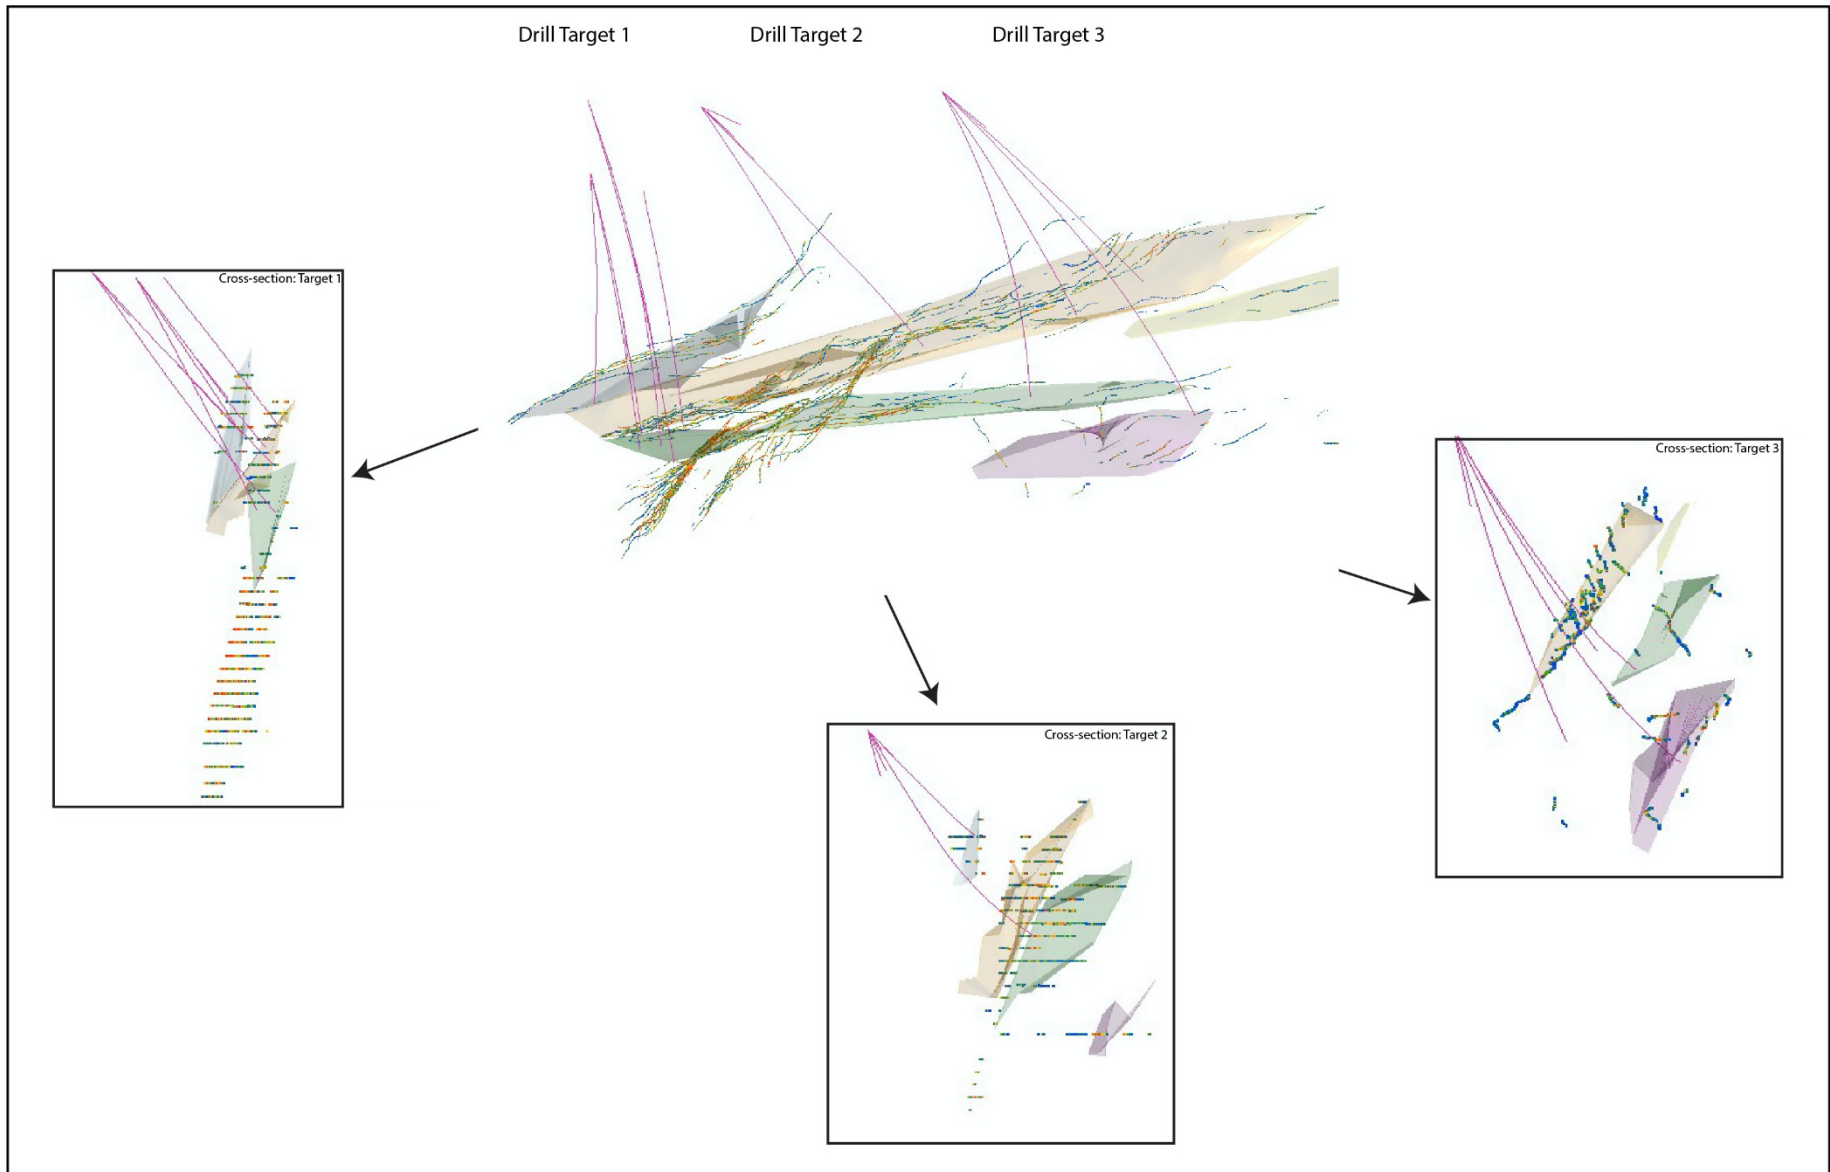 Drill Target 1
Drill Target 2
Drill Target 3
Cross-section: Target 1
Cross-section: Target 3
Cross-section: Target 2